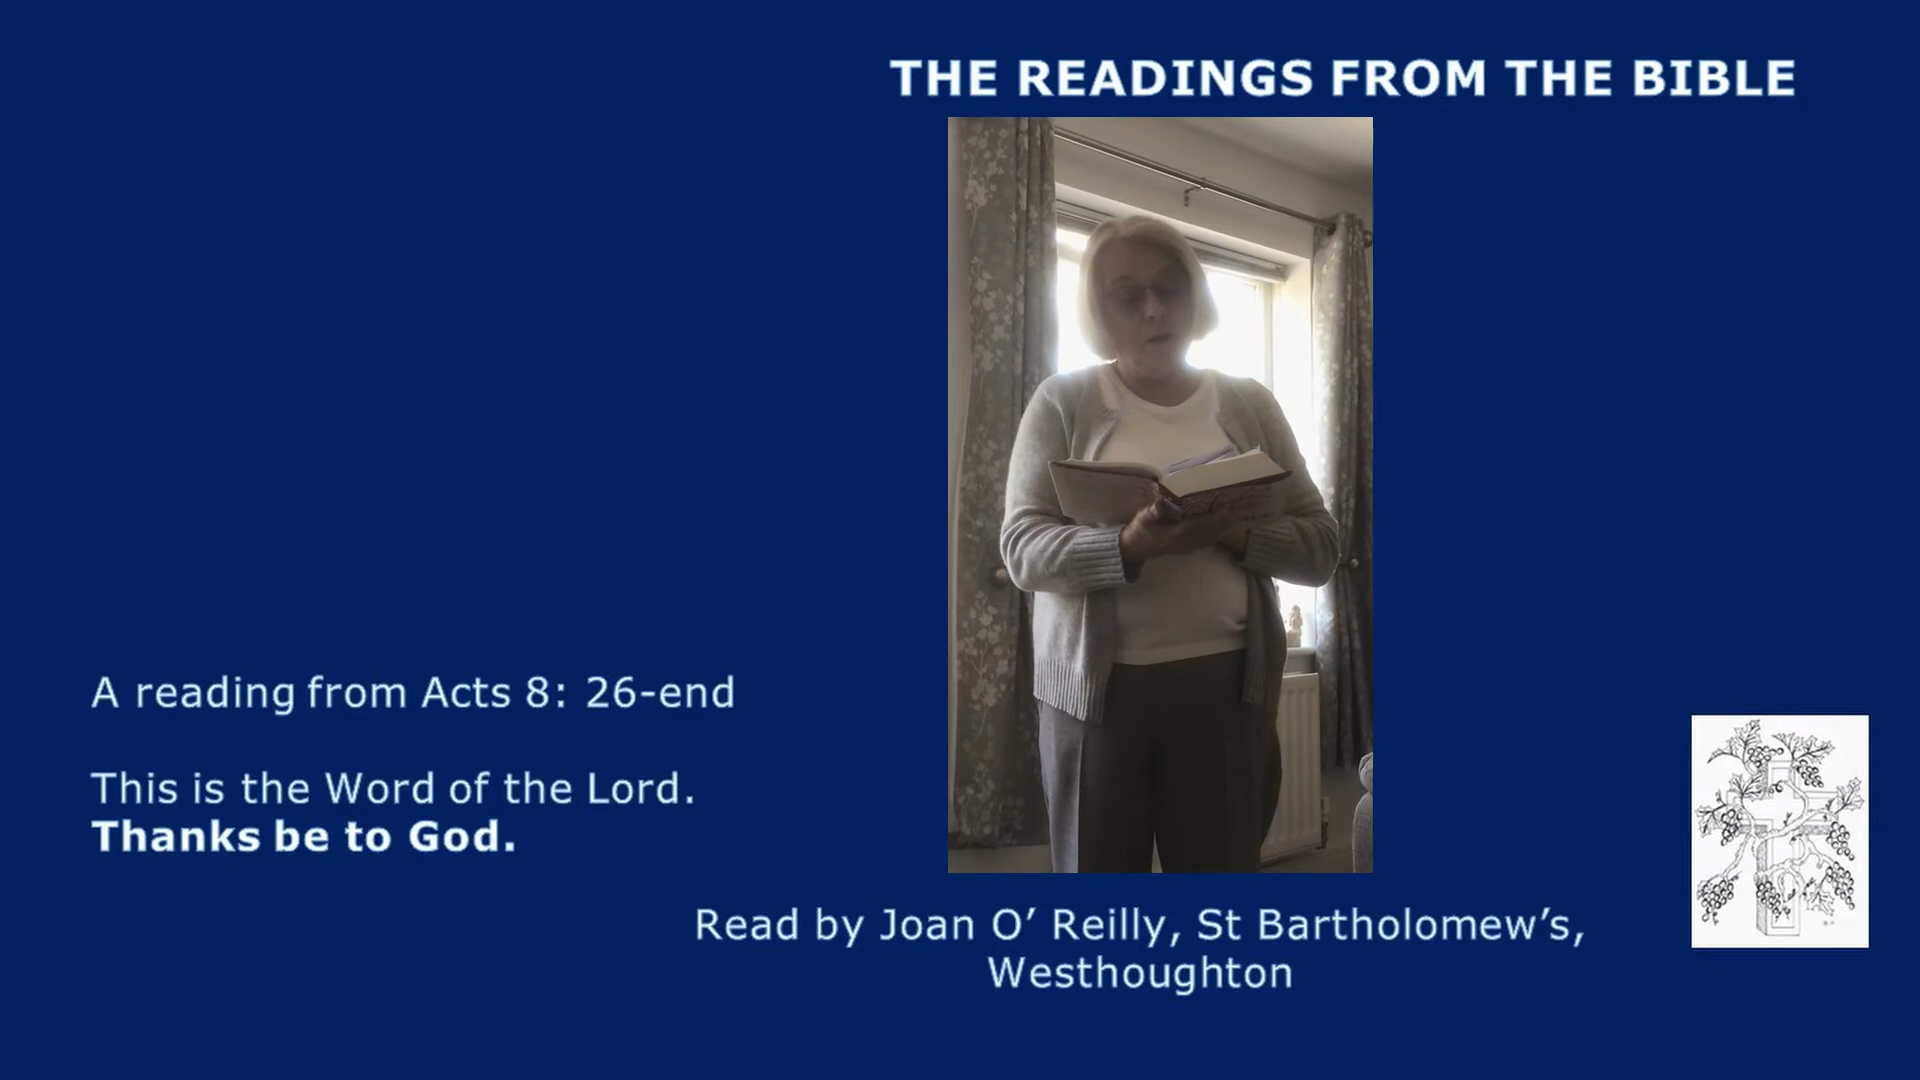 THE READINGS FROM THE BIBLE
A reading from Acts 8: 26-end
This is the Word of the Lord.
Thanks be to God.
Read by Joan O’ Reilly, St Bartholomew’s,
Westhoughton